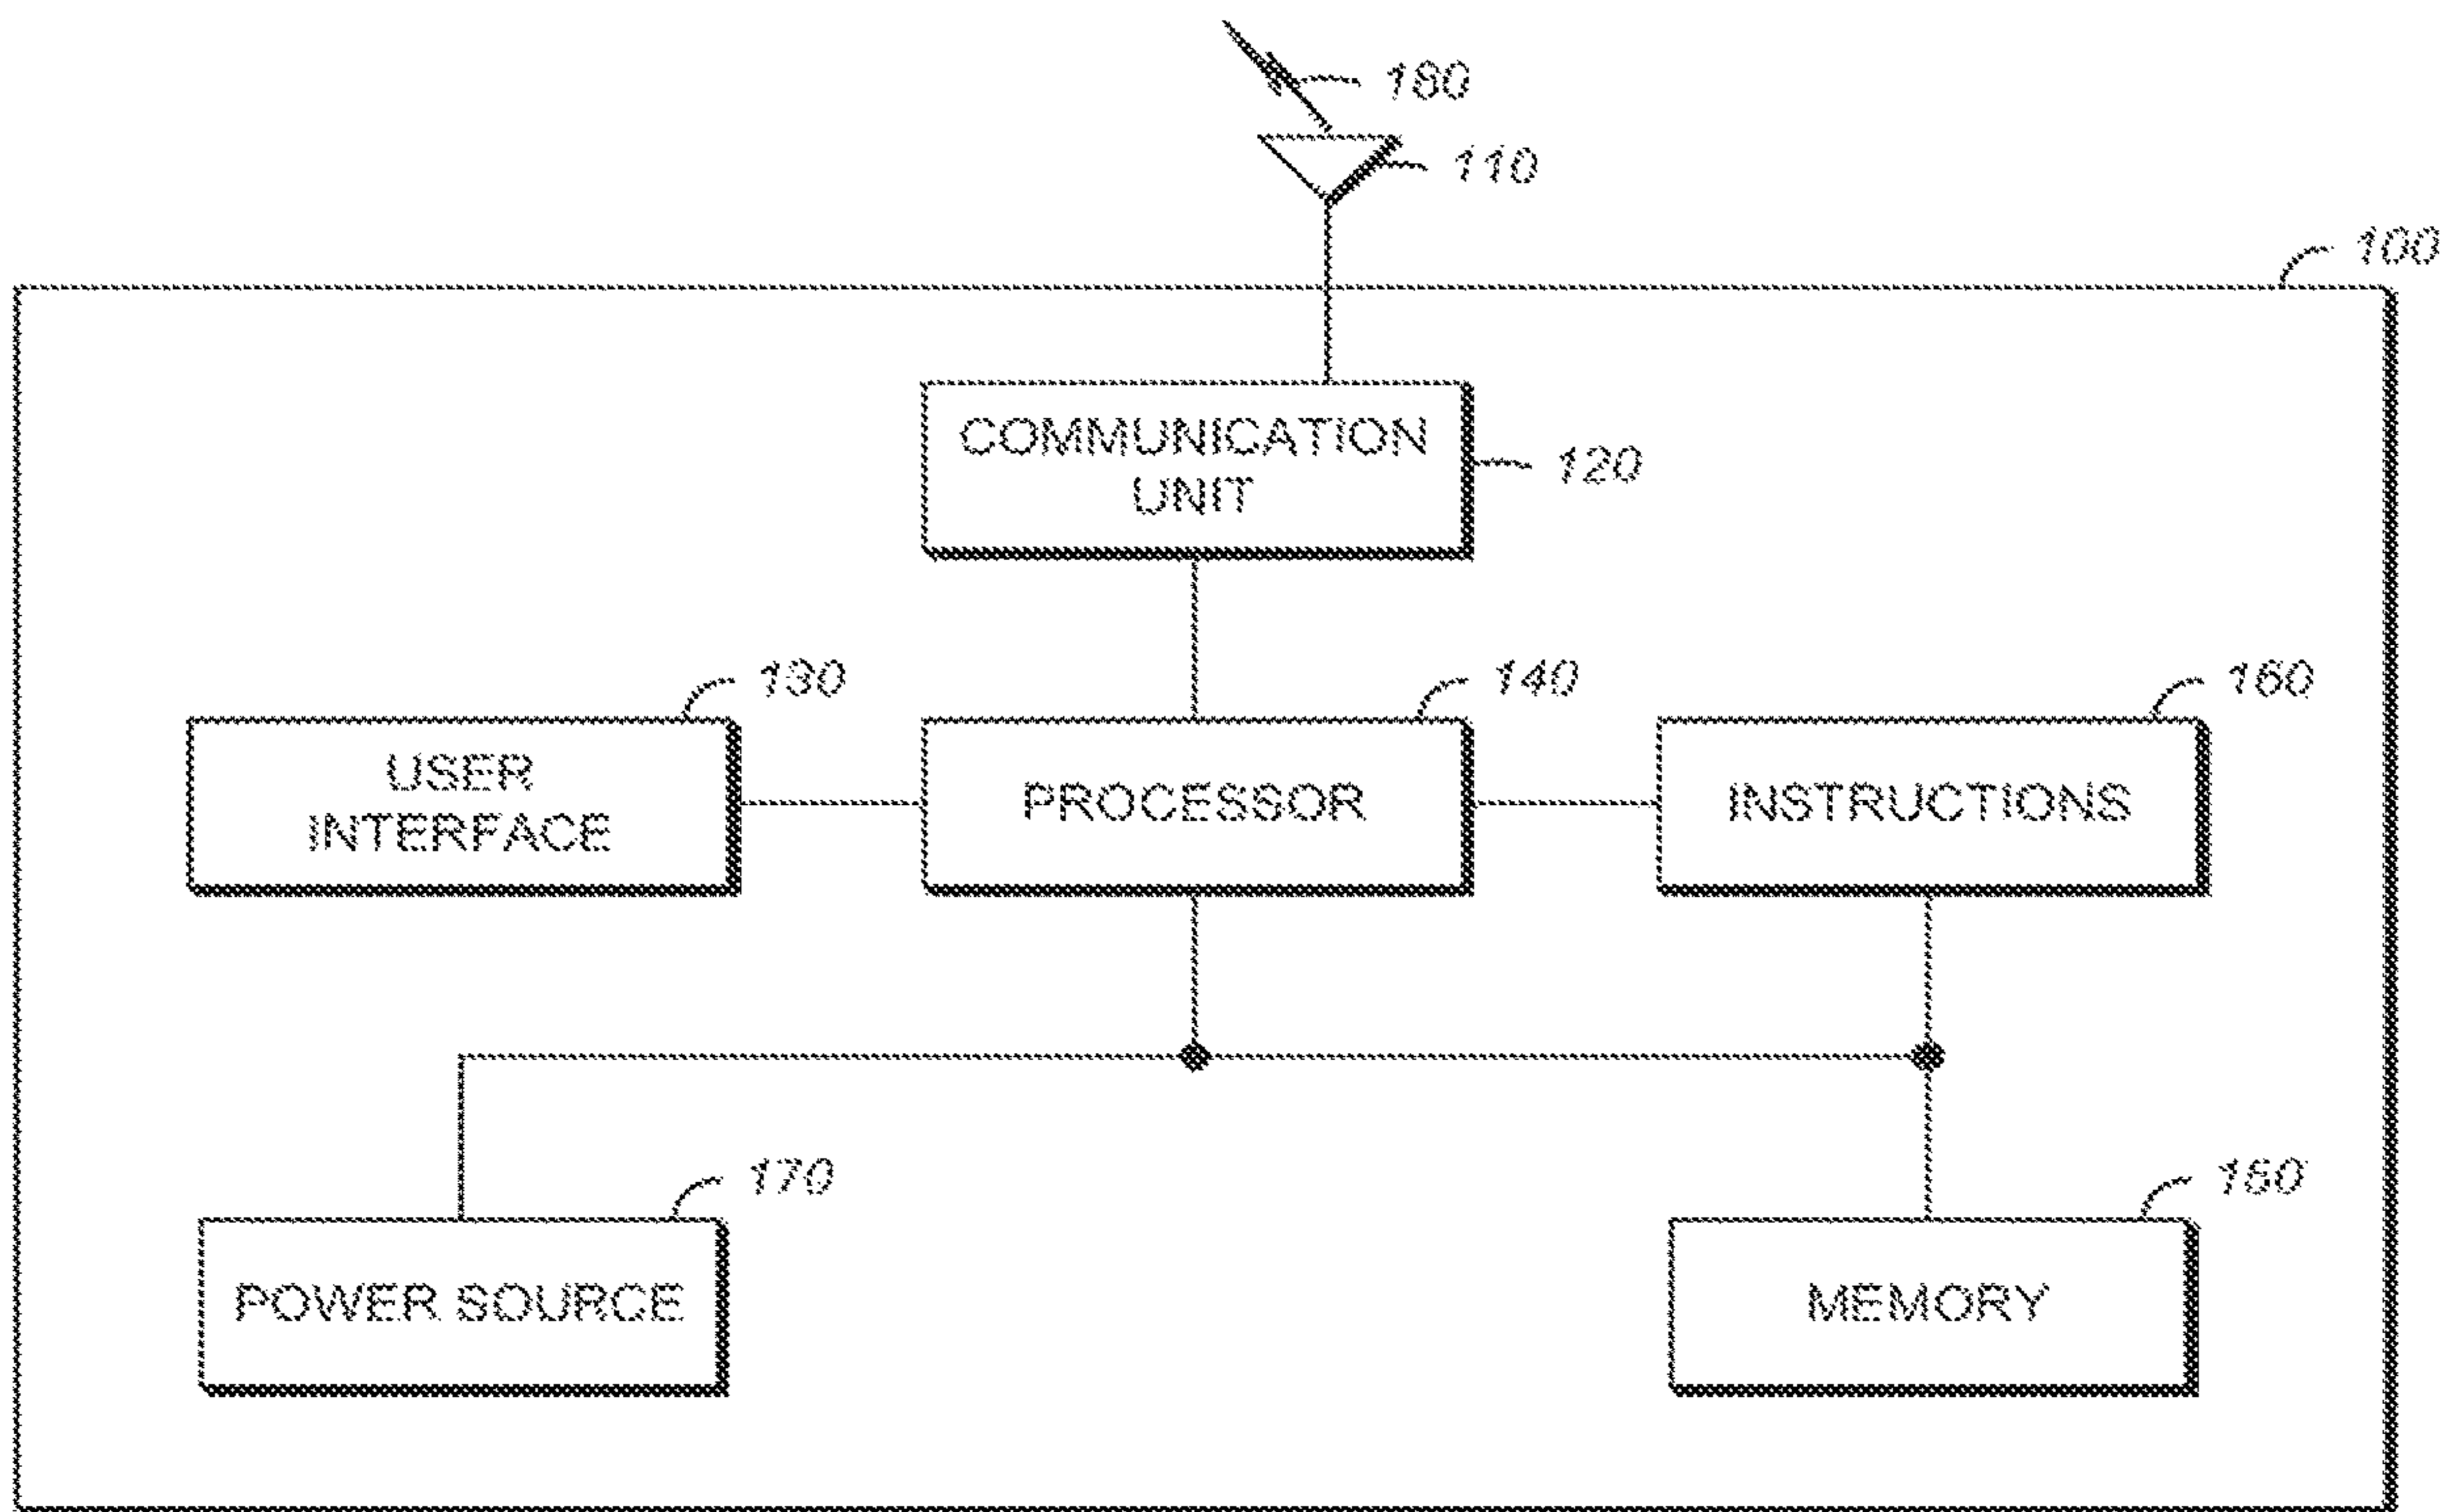 180
110
100
COMMUNICATION
UNIT
120
130
140
160
USER
INTERFACE
PROCESSOR
INSTRUCTIONS
170
150
POWER SOURCE
MEMORY